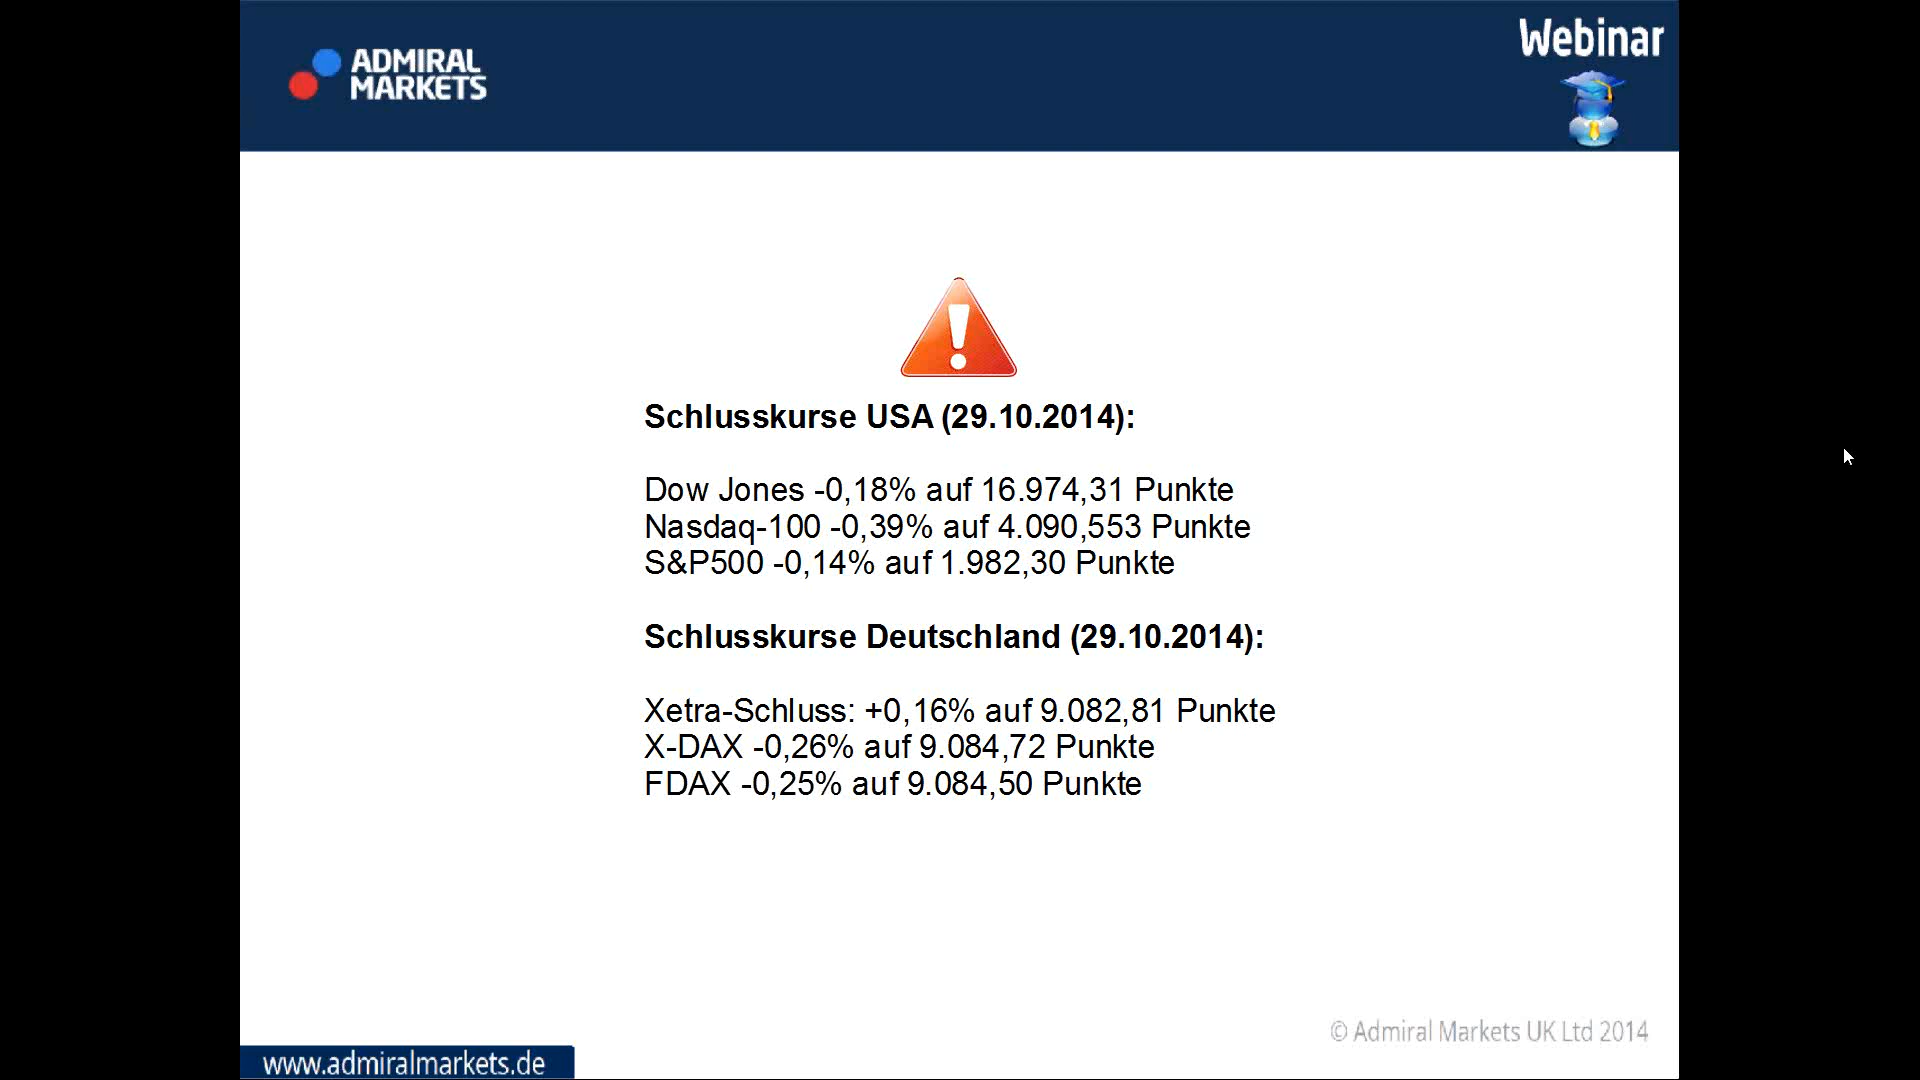 ADMIRAL
MARKETS
Webinar
Schlusskurse USA (29.10.2014):
Dow Jones -0,18% auf 16.974,31 Punkte
Nasdaq-100 -0,39% auf 4.090,553 Punkte
S&P500 -0,14% auf 1.982,30 Punkte
Schlusskurse Deutschland (29.10.2014):
Xetra-Schluss: +0,16% auf 9.082,81 Punkte
X-DAX -0,26% auf 9.084,72 Punkte
FDAX -0,25% auf 9.084,50 Punkte
© Admiral Markets UK Ltd 2014
www.admiralmarkets.de